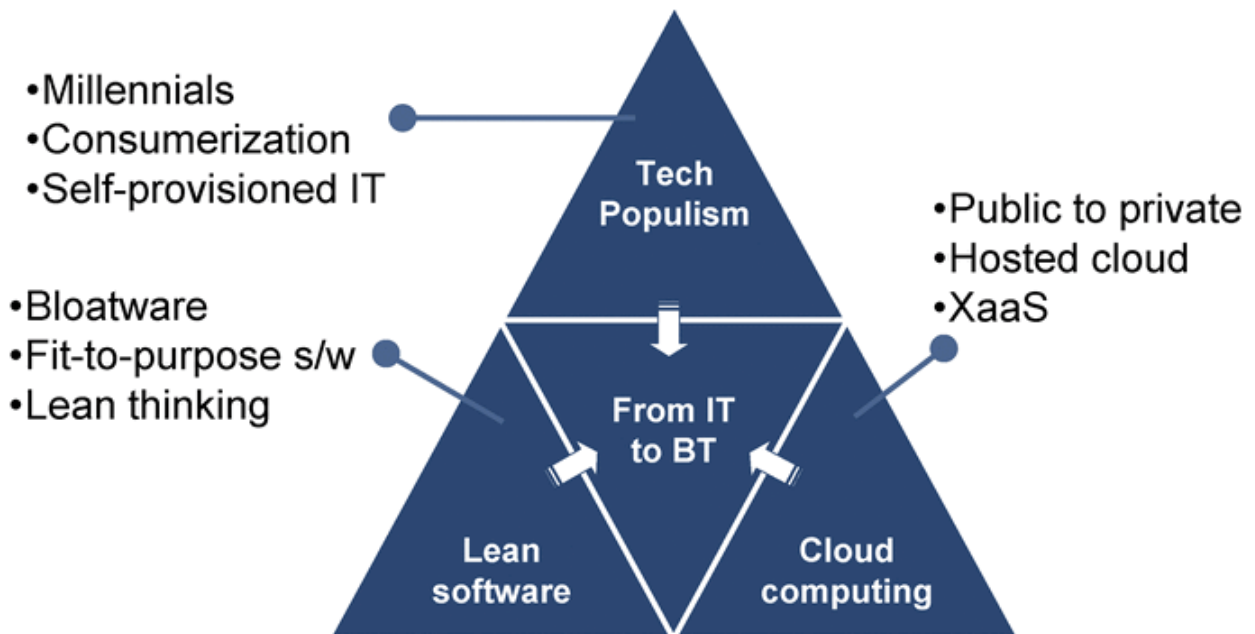 •Millennials
•Consumerization
•Self-provisioned IT
Tech
Populism
•Public to private
•Hosted cloud
•XaaS
•Bloatware
•Fit-to-purpose s/w
•Lean thinking
From IT
to BT
Lean
software
Cloud
computing